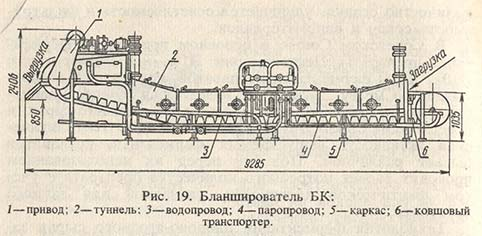 1
Выгрузка
2
Загрузка
2406
850
1035
3
4
5
6
9285
Рис. 19. Бланширователь БК:
1—привод; 2—туннель; 3—водопровод; 4—паропровод; 5—каркас; 6—ковшовый
транспортер.